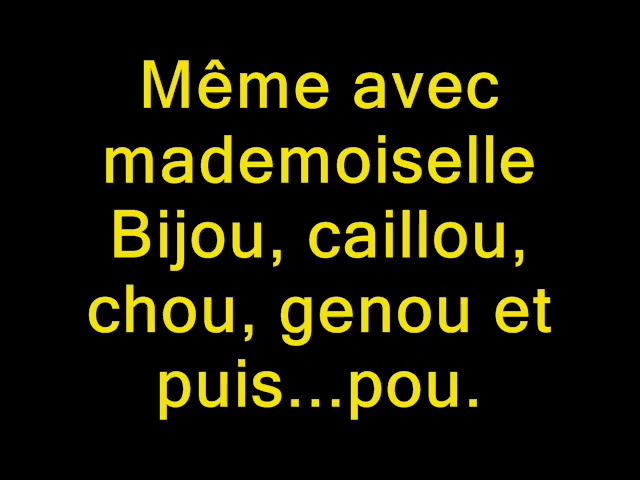 Même avec
mademoiselle
Bijou, caillou,
chou, genou et
puis...pou.